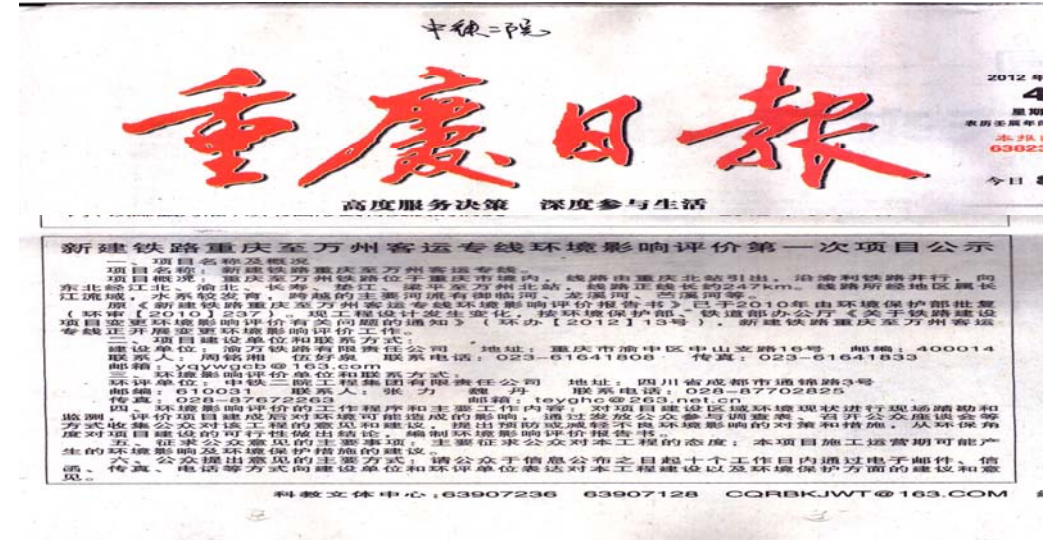 中铁二院
2012 年
重慶日報
4
星期
农历壬辰年
本报
63823
今日 8
高度服务决策 深度参与生活
新建铁路重庆至万州客运专线环境影响评价第一次项目公示
一、项目名称及概况
项目名称：新建铁路重庆至万州客运专线。
项目概况：重庆至万州铁路位于重庆市境内，线路由重庆北站引出，沿渝利铁路并行，向
东北经江北、渝北、长寿、垫江、梁平至万州北站，线路正线长约247km。线路所经地区属长
江流域，水系较发育，跨越的主要河流有御临河、龙溪河、苎溪河等。
原《新建铁路重庆至万州客运专线环境影响评价报告书》已于2010年由环境保护部批复
（环审【2010】237）。现工程设计发生变化，按环境保护部、铁道部办公厅《关于铁路建设
项目变更环境影响评价有关问题的通知》（环办【2012】13号），新建铁路重庆至万州客运
专线正开展变更环境影响评价工作。
二、项目建设单位和联系方式：
建设单位：渝万铁路有限责任公司 地址：重庆市渝中区中山支路16号 邮编：400014
联系人：周铭湘 伍好泉 联系电话：023-61641808 传真：023-61641833
邮箱：yqywgcb@163.com
三、环境影响评价单位和联系方式：
环评单位：中铁二院工程集团有限责任公司 地址：四川省成都市通锦路3号
邮编：610031 联系人：张 力 魏 丹 联系电话：028-87702825
传真：028-87672263 邮箱：teyghc@263.net.cn
四、环境影响评价的工作程序和主要工作内容：对项目建设区域环境现状进行现场踏勘和
监测，评价项目建成后对环境可能造成的影响，通过发放公众参与调查表、召开公众座谈会等
方式收集公众对该工程的意见和建议，提出预防或减轻不良环境影响的对策和措施，从环保角
度对项目建设的可行性做出结论，编制环境影响评价报告书。
五、征求公众意见的主要事项：主要征求公众对本工程的态度；本项目施工运营期可能产
生的环境影响及环境保护措施的建议。
六、公众提出意见的主要方式：请公众于信息公布之日起十个工作日内通过电子邮件、信
函、传真、电话等方式向建设单位和环评单位表达对本工程建设以及环境保护方面的建议和意
见。
科教文体中心：63907236 63907128 CQRBKJWT@163.COM